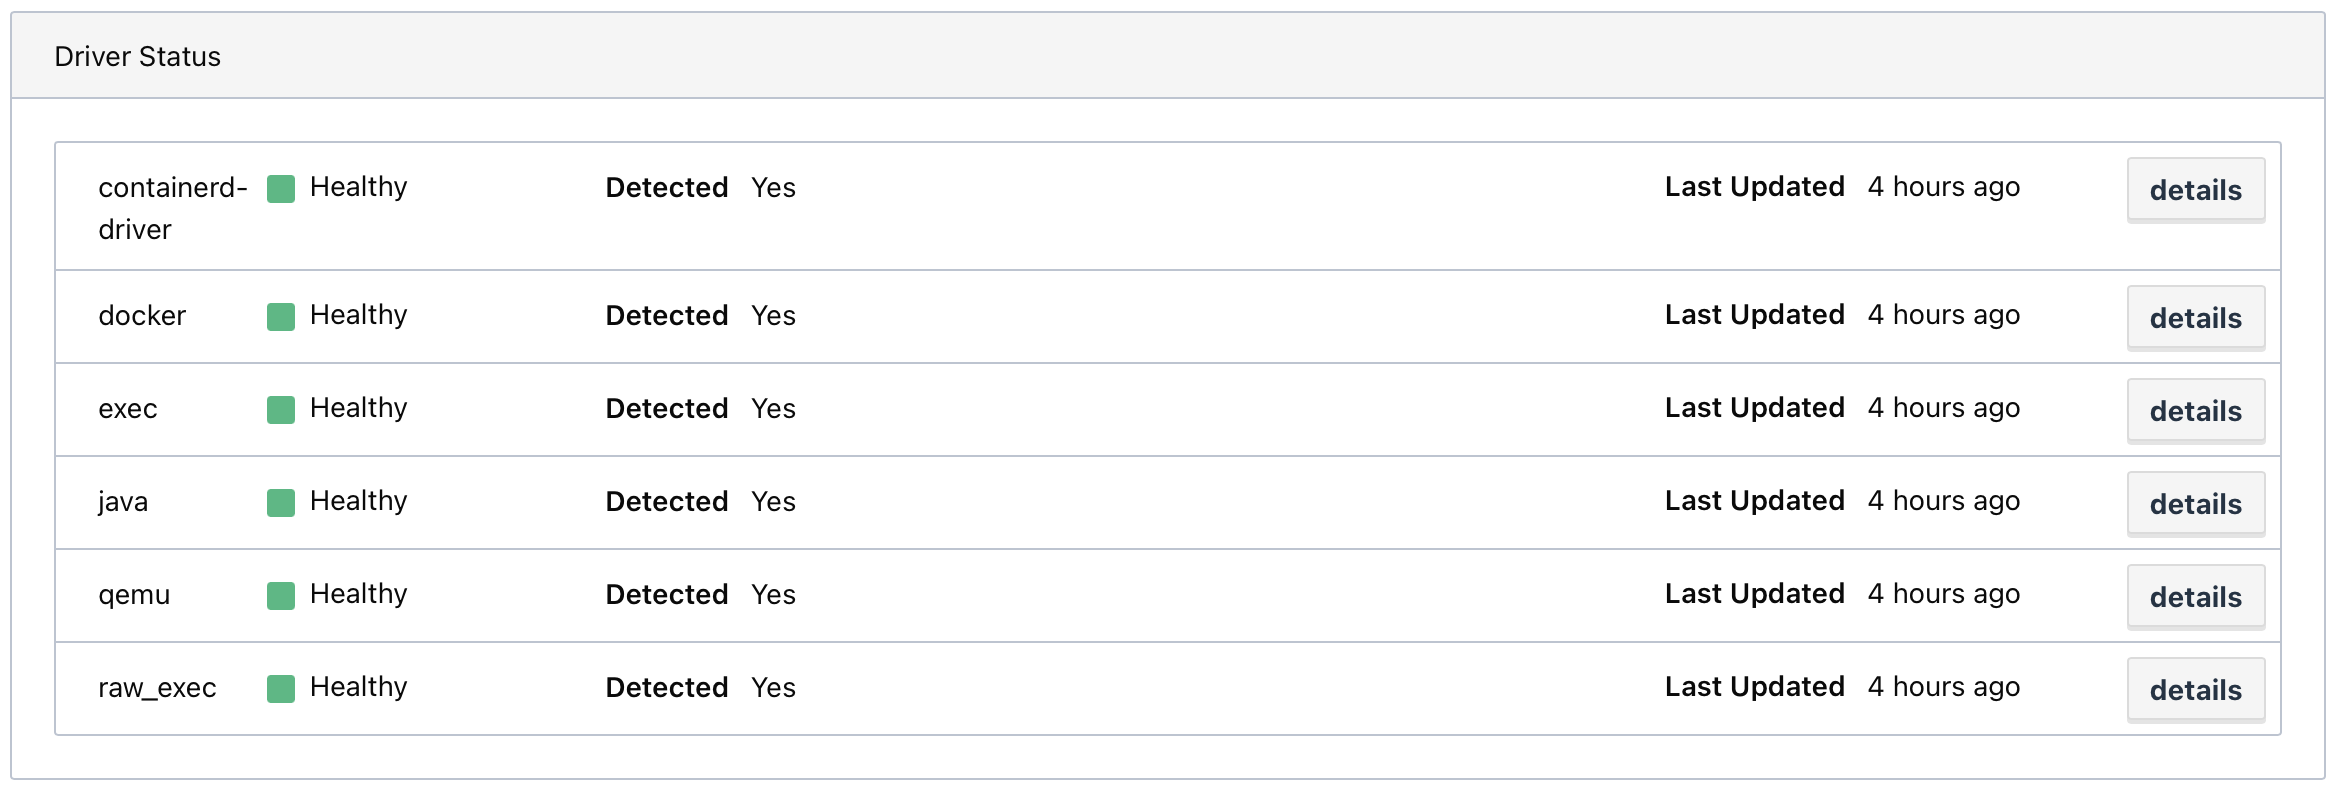 Driver Status
containerd-driver Healthy Detected Yes Last Updated 4 hours ago details
docker Healthy Detected Yes Last Updated 4 hours ago details
exec Healthy Detected Yes Last Updated 4 hours ago details
java Healthy Detected Yes Last Updated 4 hours ago details
qemu Healthy Detected Yes Last Updated 4 hours ago details
raw_exec Healthy Detected Yes Last Updated 4 hours ago details